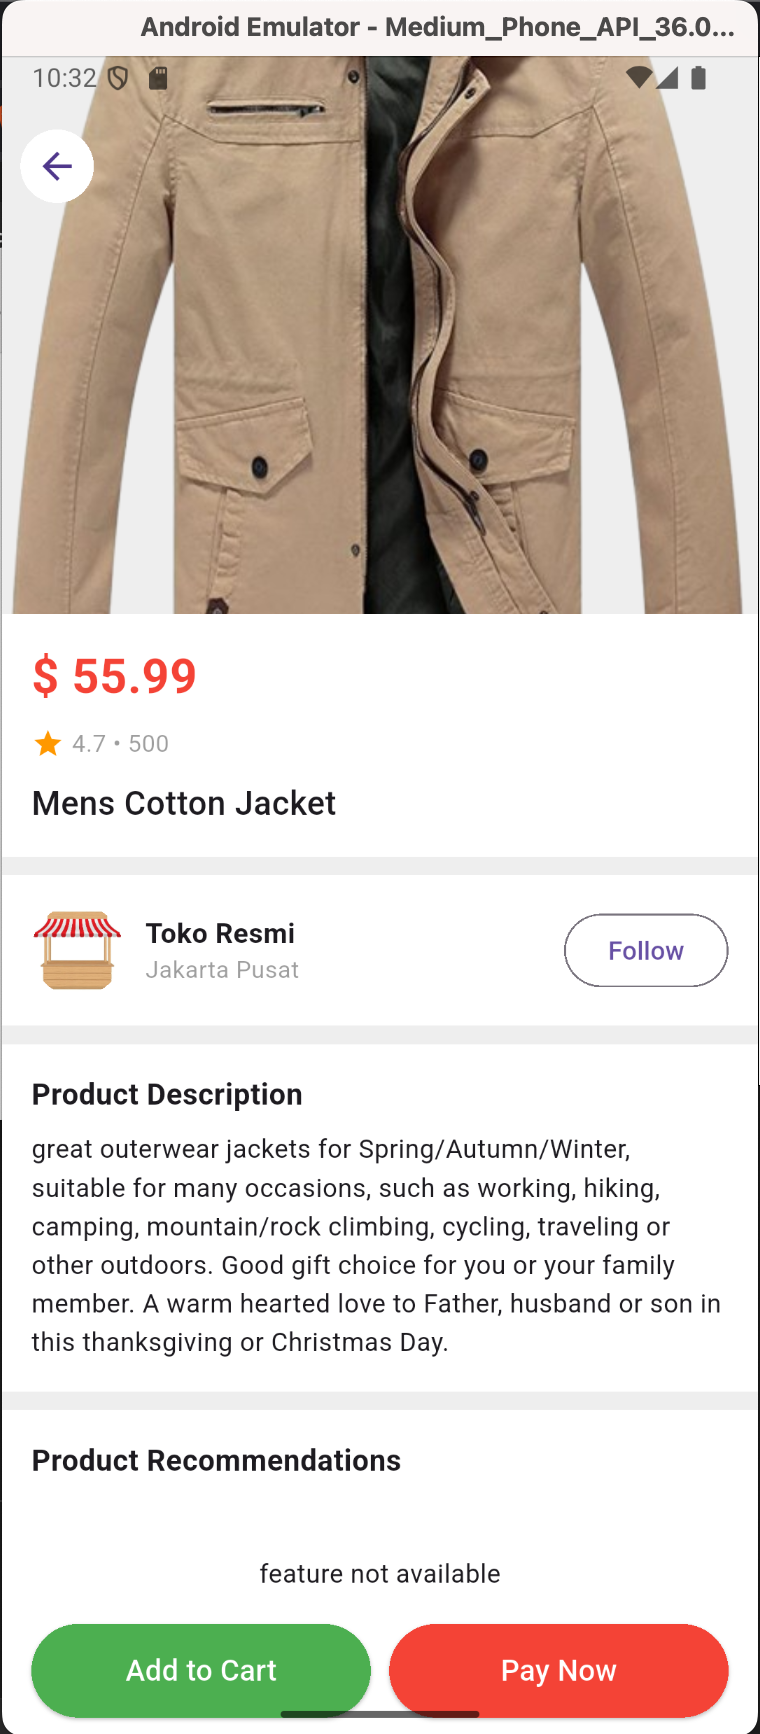 Android Emulator - Medium_Phone_API_36.0...
10:32
$ 55.99
4.7 • 500
Mens Cotton Jacket
Toko Resmi
Jakarta Pusat
Follow
Product Description
great outerwear jackets for Spring/Autumn/Winter,
suitable for many occasions, such as working, hiking,
camping, mountain/rock climbing, cycling, traveling or
other outdoors. Good gift choice for you or your family
member. A warm hearted love to Father, husband or son in
this thanksgiving or Christmas Day.
Product Recommendations
feature not available
Add to Cart
Pay Now